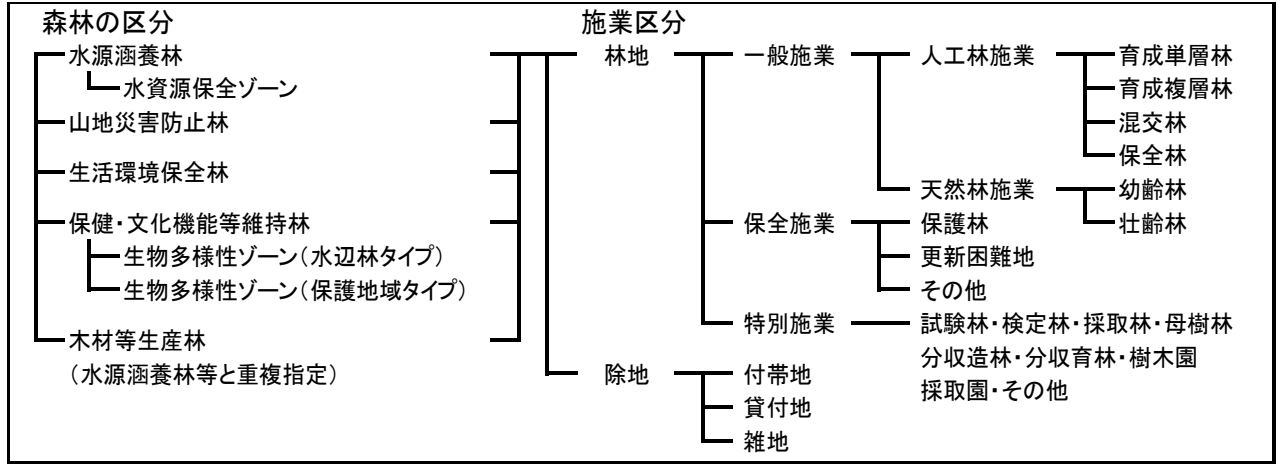 森林の区分 施業区分
水源涵養林 林地 一般施業 人工林施業 育成単層林
水資源保全ゾーン 育成複層林
山地災害防止林 混交林
保全林
生活環境保全林
天然林施業 幼齢林
保健・文化機能等維持林 保全施業 保護林 壮齢林
生物多様性ゾーン(水辺林タイプ) 更新困難地
生物多様性ゾーン(保護地域タイプ) その他
木材等生産林 特別施業 試験林・検定林・採取林・母樹林
分収造林・分収育林・樹木園
(水源涵養林等と重複指定) 除地 付帯地
採取園・その他
貸付地
雑地